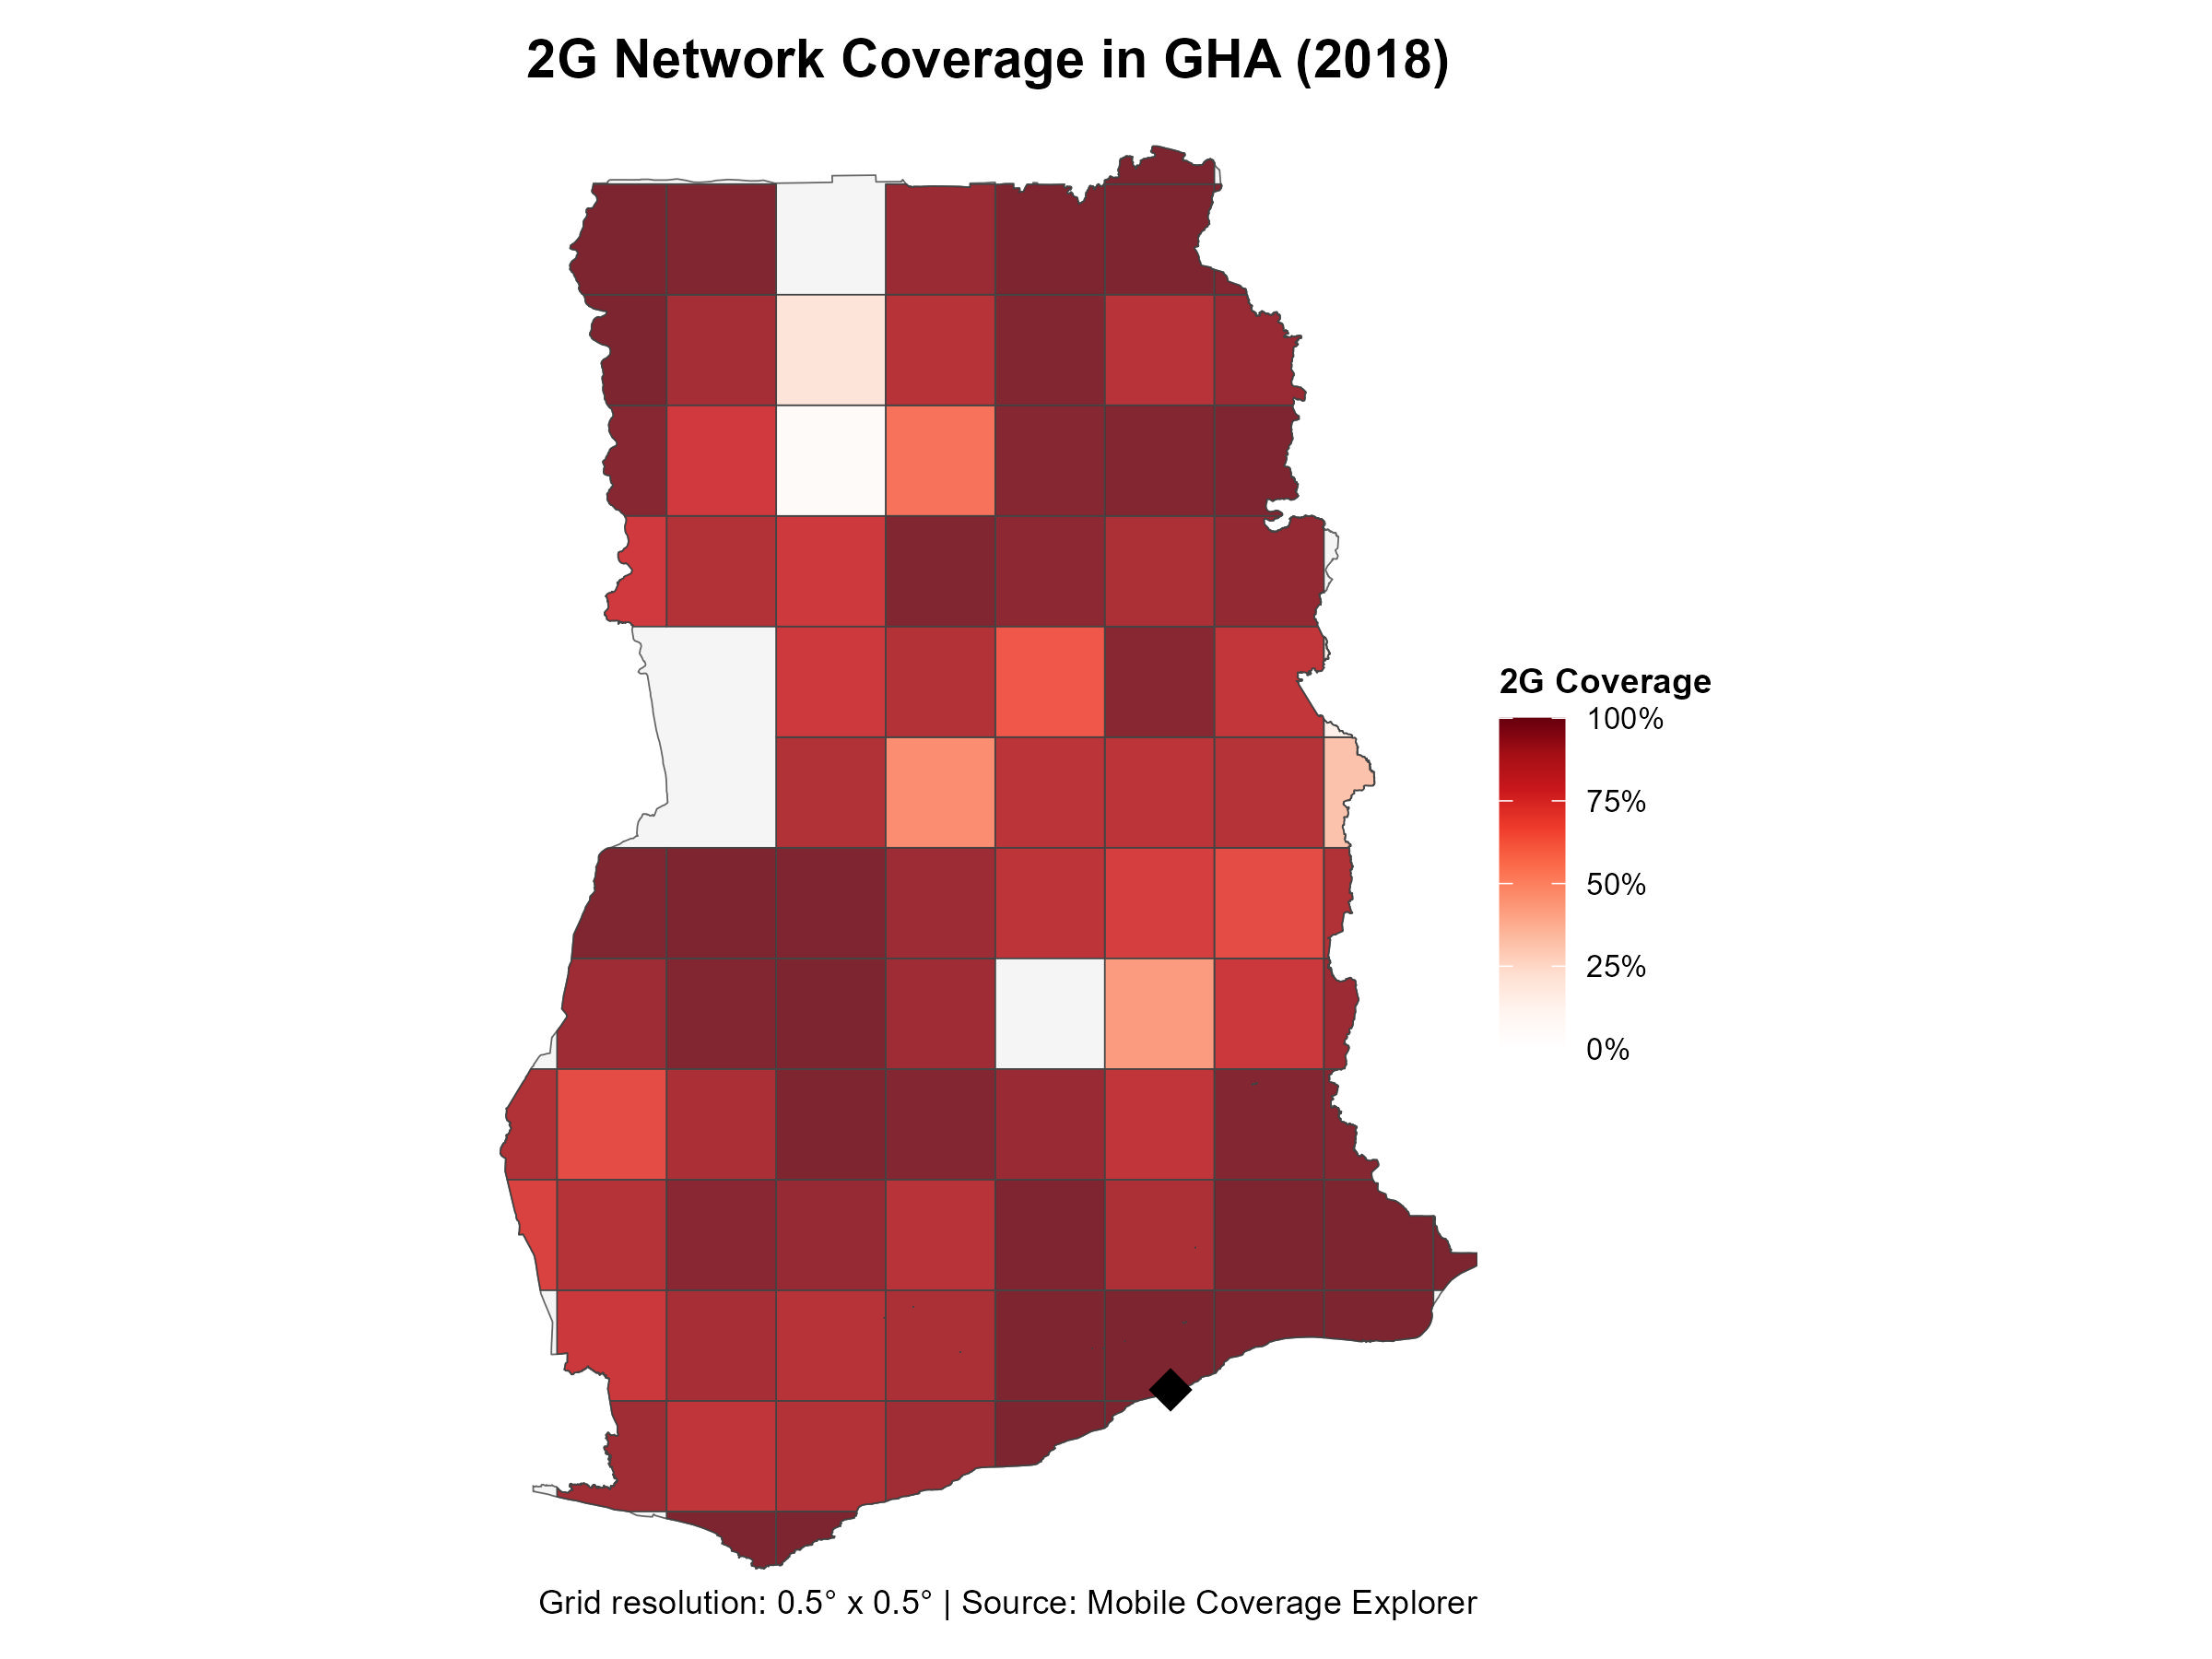 2G Network Coverage in GHA (2018)
2G Coverage
100%
75%
50%
25%
0%
Grid resolution: 0.5° x 0.5° | Source: Mobile Coverage Explorer